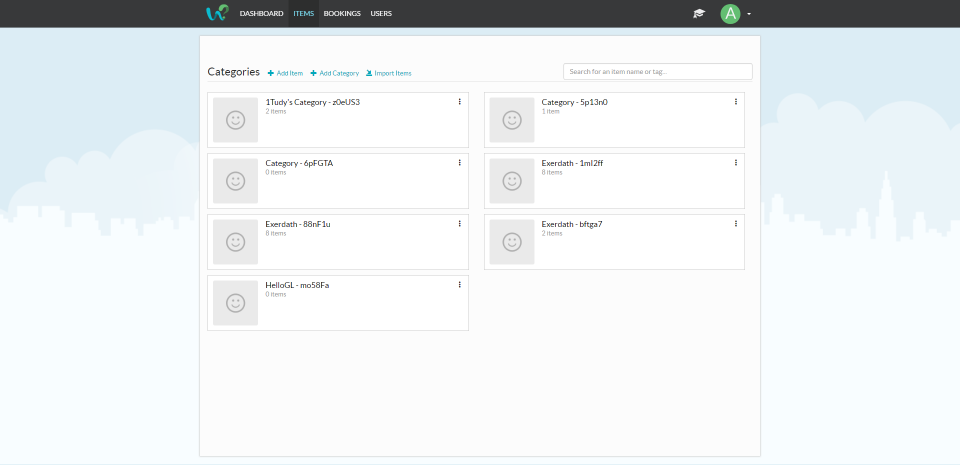 DASHBOARD ITEMS BOOKINGS USERS A
Categories Add Item Add Category Import Items Search for an item name or tag...
1Tudy's Category - z0eUS3
2 items
Category - 5p13n0
1 item
Category - 6pFGTA
0 items
Exerdath - 1ml2ff
8 items
Exerdath - 88nF1u
8 items
Exerdath - bftga7
2 items
HelloGL - mo58Fa
0 items